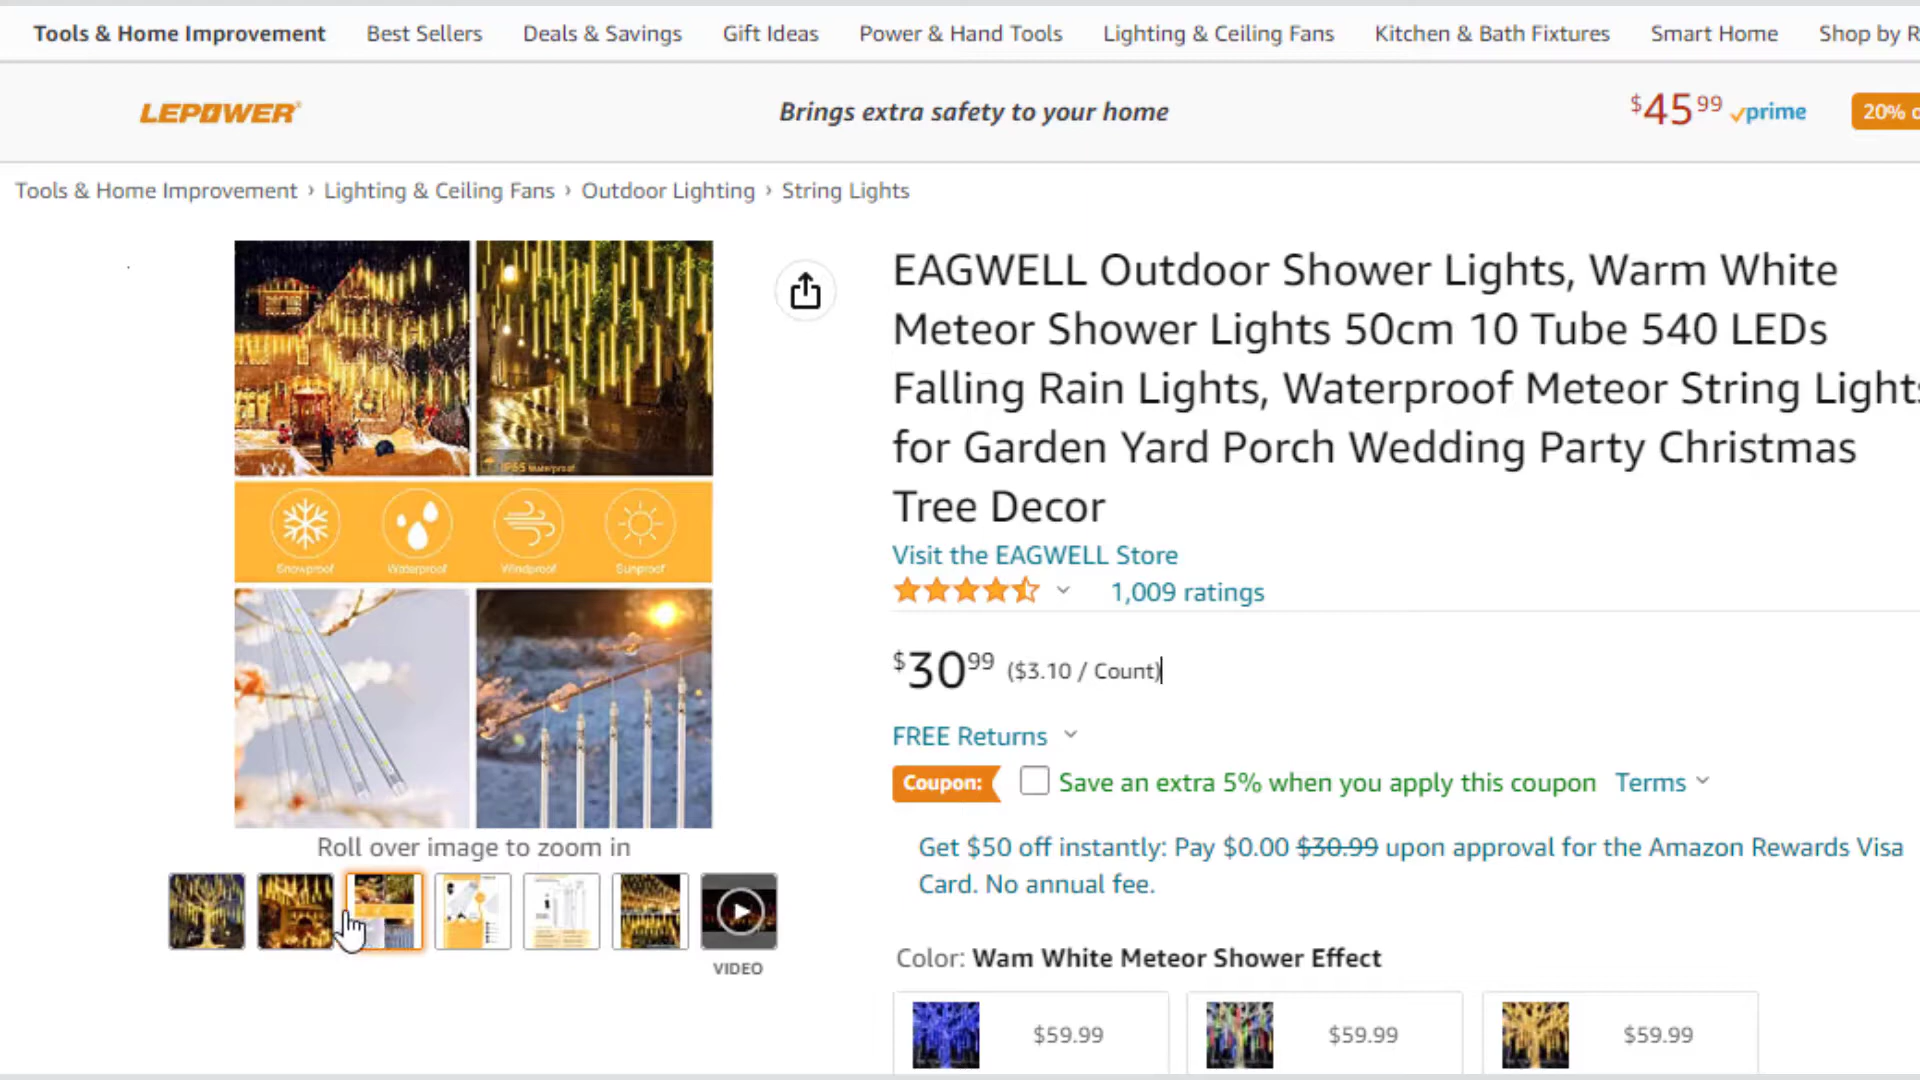 Tools & Home Improvement Best Sellers Deals & Savings Gift Ideas Power & Hand Tools Lighting & Ceiling Fans Kitchen & Bath Fixtures Smart Home Shop by R
LEPOWER Brings extra safety to your home $45 99 prime 20% o
Tools & Home Improvement › Lighting & Ceiling Fans › Outdoor Lighting › String Lights
EAGWELL Outdoor Shower Lights, Warm White
Meteor Shower Lights 50cm 10 Tube 540 LEDs
Falling Rain Lights, Waterproof Meteor String Lights
for Garden Yard Porch Wedding Party Christmas
Tree Decor
IP65 Waterproof
Snowproof Waterproof Windproof Sunproof
Roll over image to zoom in
VIDEO
Visit the EAGWELL Store
1,009 ratings
$30 99 ($3.10 / Count)
FREE Returns
Coupon: Save an extra 5% when you apply this coupon Terms
Get $50 off instantly: Pay $0.00 $30.99 upon approval for the Amazon Rewards Visa
Card. No annual fee.
Color: Wam White Meteor Shower Effect
$59.99 $59.99 $59.99